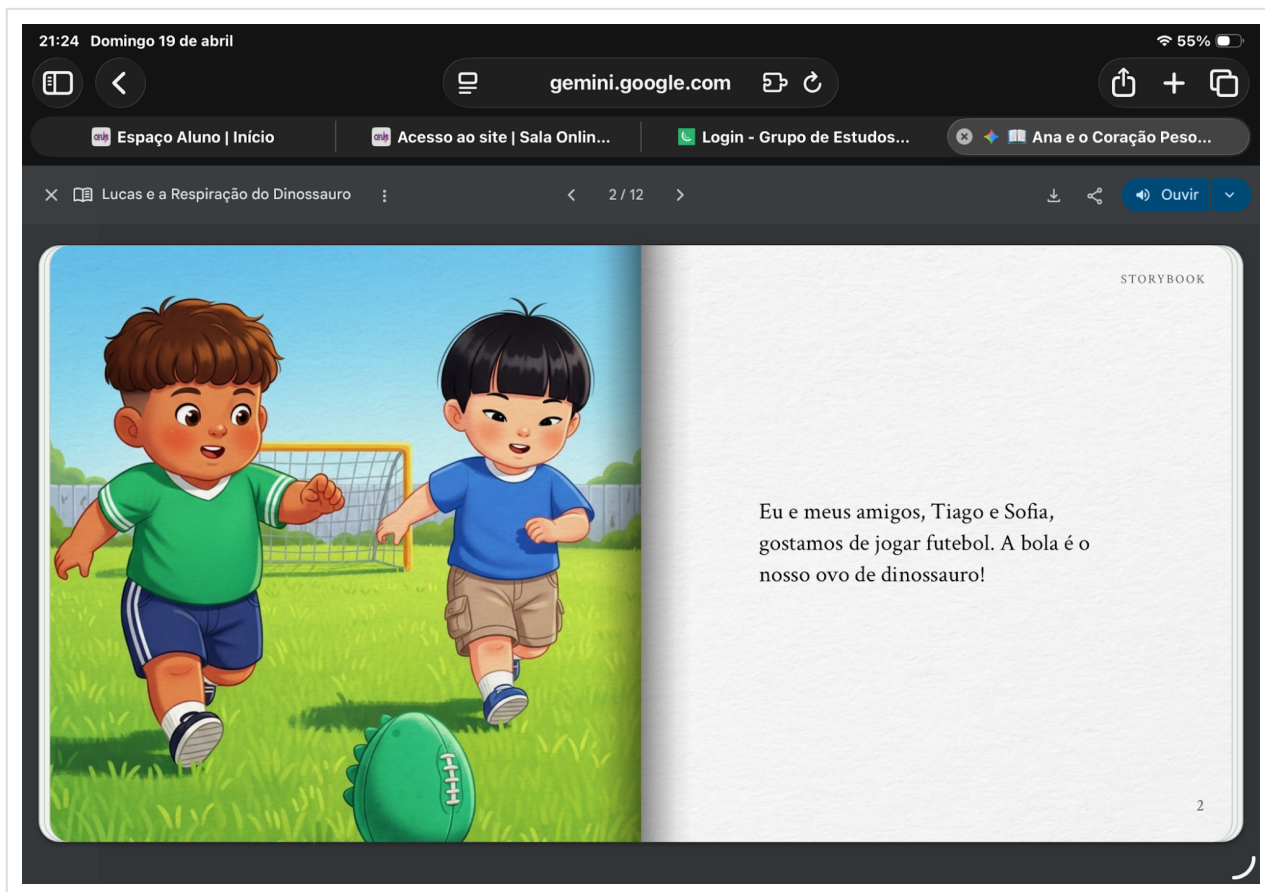 21:24 Domingo 19 de abril
55%
gemini.google.com
Espaço Aluno | Início
Acesso ao site | Sala Onlin...
Login - Grupo de Estudos...
Ana e o Coração Peso...
Lucas e a Respiração do Dinossauro
2 / 12
Ouvir
STORYBOOK
Eu e meus amigos, Tiago e Sofia,
gostamos de jogar futebol. A bola é o
nosso ovo de dinossauro!
2